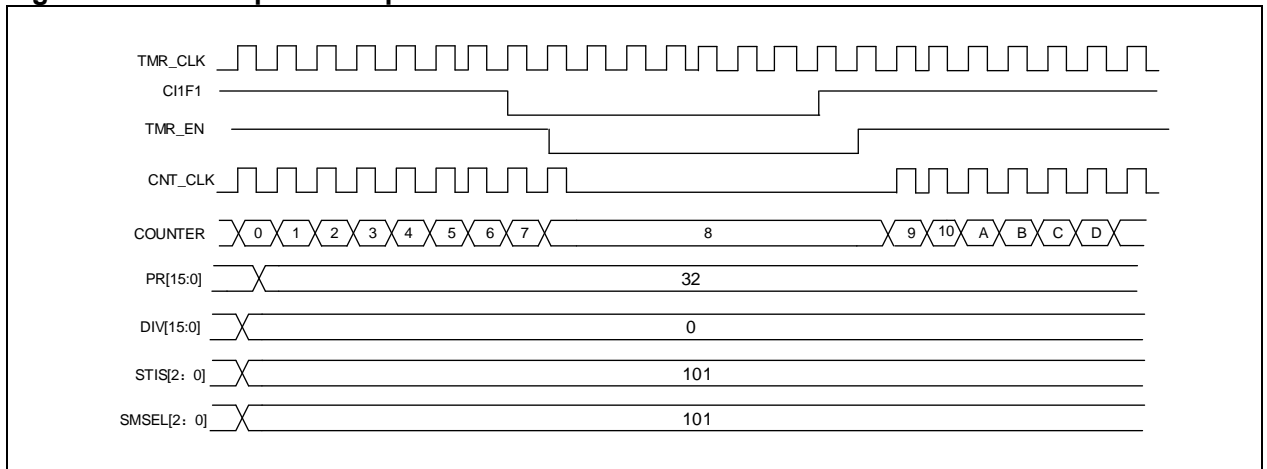 TMR_CLK
CI1F1
TMR_EN
CNT_CLK
COUNTER 0 1 2 3 4 5 6 7 8 9 10 A B C D
PR[15:0] 32
DIV[15:0] 0
STIS[2：0] 101
SMSEL[2：0] 101